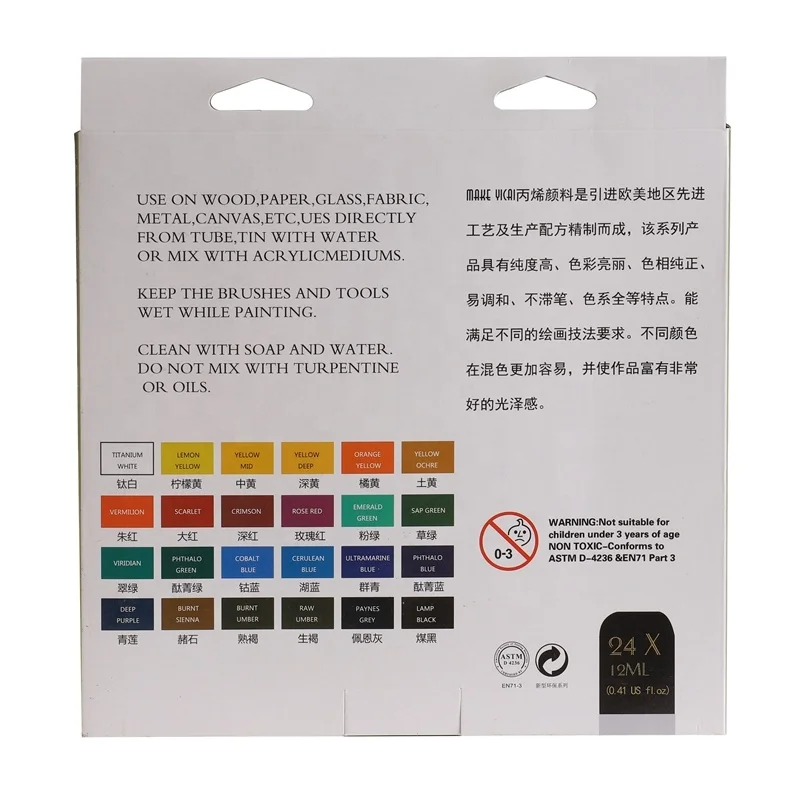 USE ON WOOD,PAPER,GLASS,FABRIC,
METAL,CANVAS,ETC,UES DIRECTLY
FROM TUBE,TIN WITH WATER
OR MIX WITH ACRYLICMEDIUMS.
KEEP THE BRUSHES AND TOOLS
WET WHILE PAINTING.
CLEAN WITH SOAP AND WATER.
DO NOT MIX WITH TURPENTINE
OR OILS.
MAKE YICAI丙烯颜料是引进欧美地区先进
工艺及生产配方精制而成，该系列产
品具有纯度高、色彩亮丽、色相纯正、
易调和、不滞笔、色系全等特点。能
满足不同的绘画技法要求。不同颜色
在混色更加容易，并使作品富有非常
好的光泽感。
TITANIUM
WHITE
钛白
LEMON
YELLOW
柠檬黄
YELLOW
MID
中黄
YELLOW
DEEP
深黄
ORANGE
YELLOW
橘黄
YELLOW
OCHRE
土黄
VERMILION
朱红
SCARLET
大红
CRIMSON
深红
ROSE RED
玫瑰红
EMERALD
GREEN
粉绿
SAP GREEN
草绿
VIRIDIAN
翠绿
PHTHALO
GREEN
酞菁绿
COBALT
BLUE
钴蓝
CERULEAN
BLUE
湖蓝
ULTRAMARINE
BLUE
群青
PHTHALO
BLUE
酞菁蓝
DEEP
PURPLE
青莲
BURNT
SIENNA
赭石
BURNT
UMBER
熟褐
RAW
UMBER
生褐
PAYNES
GREY
佩恩灰
LAMP
BLACK
煤黑
0-3
WARNING:Not suitable for
children under 3 years of age
NON TOXIC-Conforms to
ASTM D-4236 &EN71 Part 3
ASTM
D 4236
EN71-3
新型环保系列
24 X
12ML
(0.41 US fl.oz)